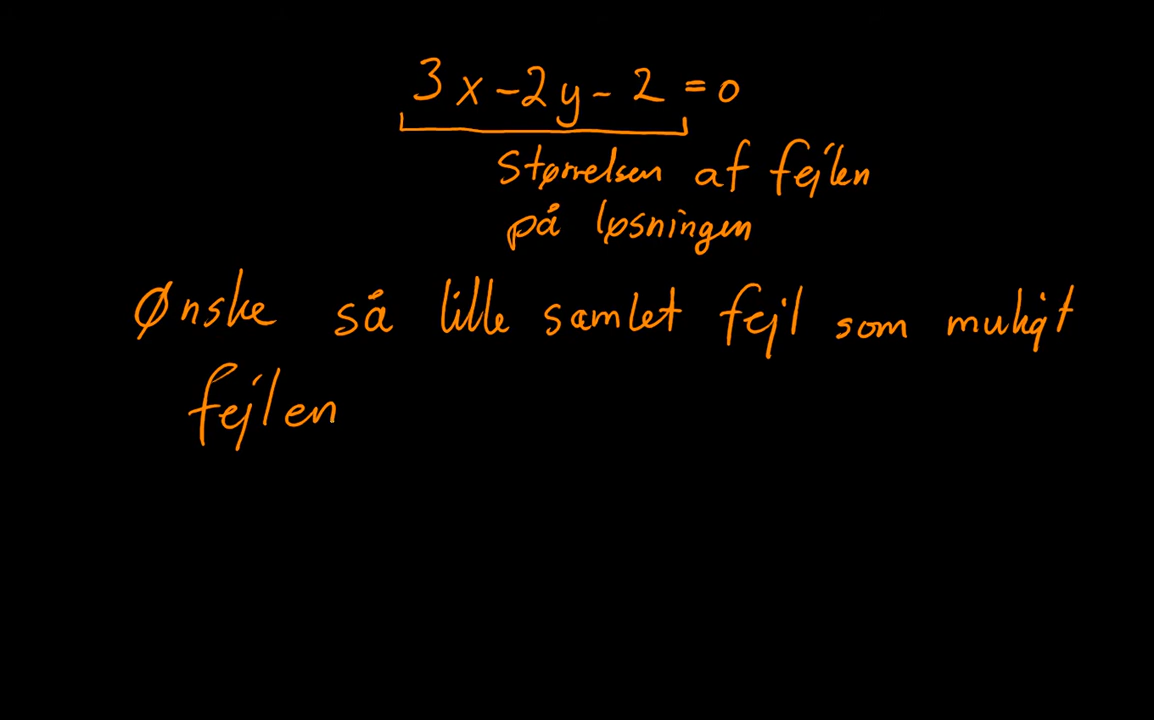 3x-2y-2=0
Størrelsen af fejlen
på løsningen
Ønske så lille samlet fejl som muligt
fejlen